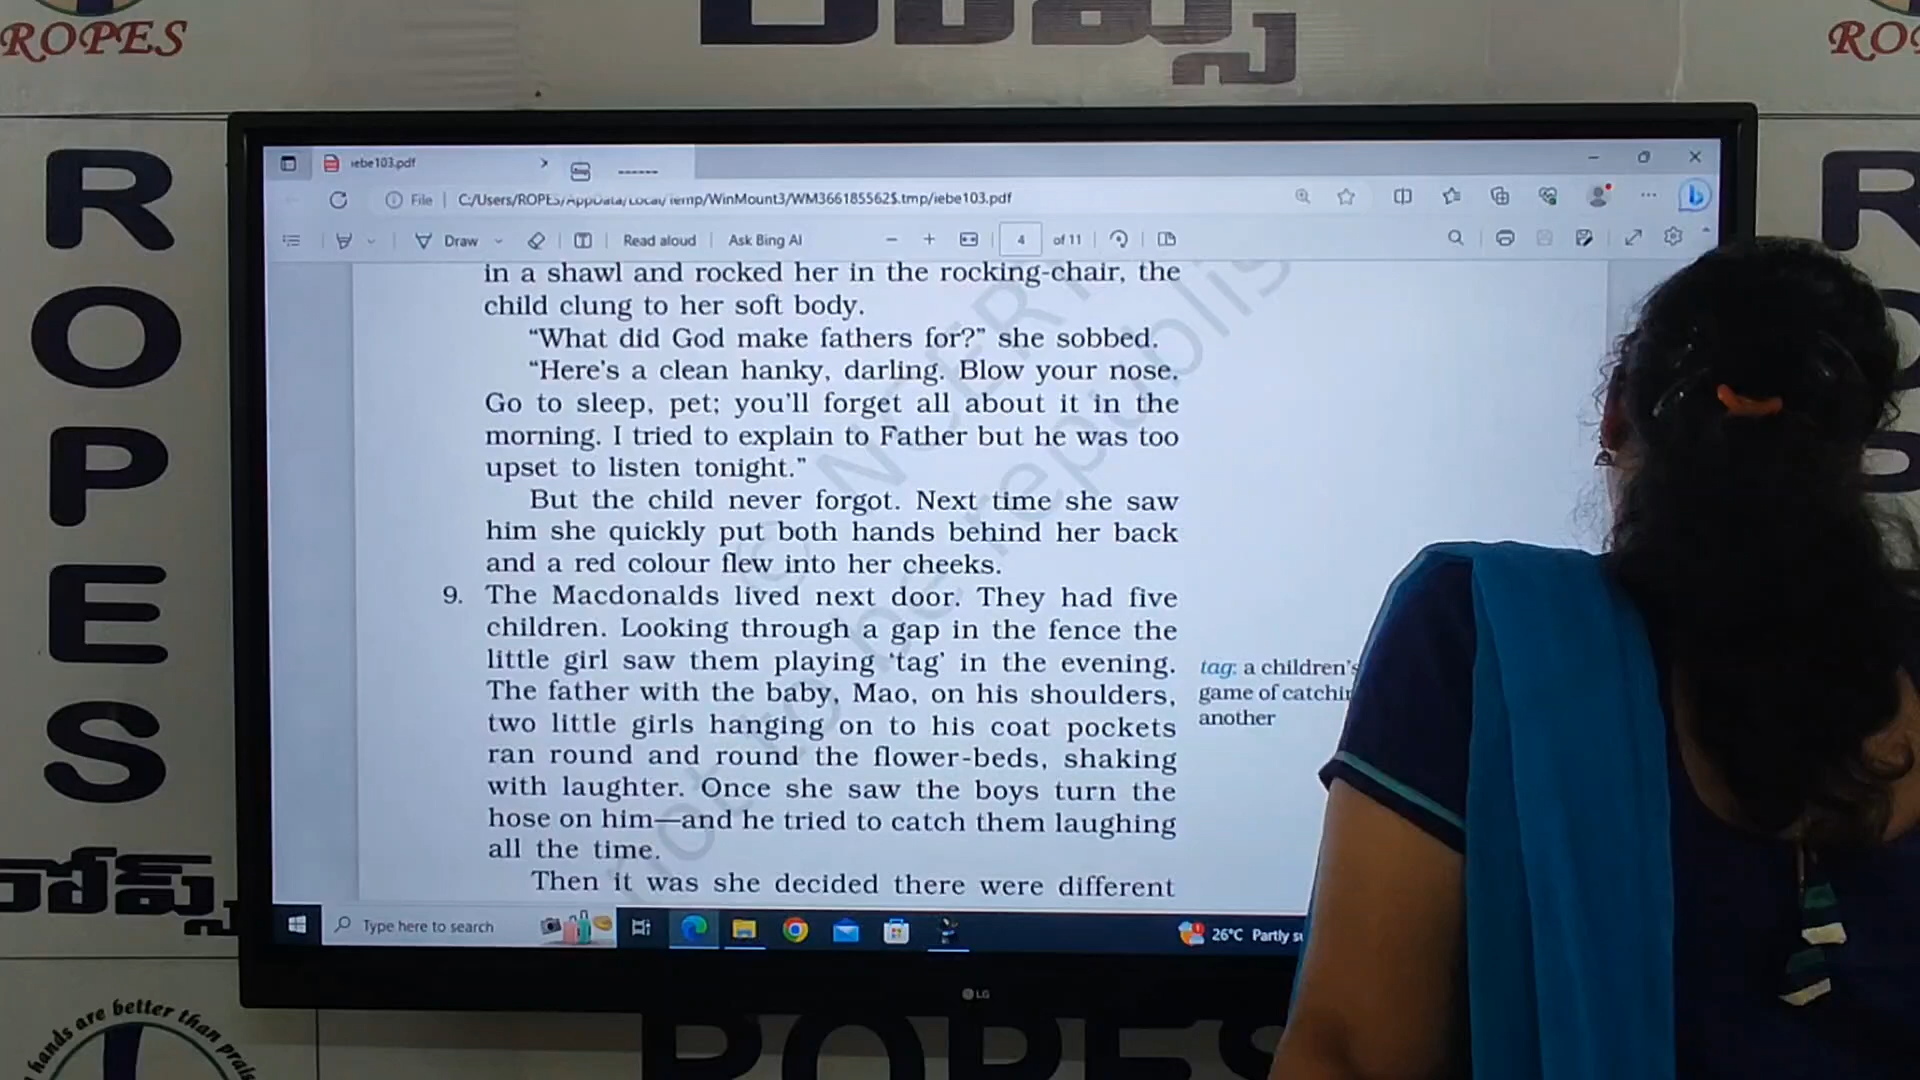 ROPES
రోప్స్
ROPES
iebe103.pdf
File
C:/Users/ROPES/AppData/Local/Temp/WinMount3/WM366185562$.tmp/iebe103.pdf
Draw
Read aloud
Ask Bing AI
4
of 11
in a shawl and rocked her in the rocking-chair, the
child clung to her soft body.
“What did God make fathers for?” she sobbed.
“Here’s a clean hanky, darling. Blow your nose.
Go to sleep, pet; you’ll forget all about it in the
morning. I tried to explain to Father but he was too
upset to listen tonight.”
But the child never forgot. Next time she saw
him she quickly put both hands behind her back
and a red colour flew into her cheeks.
9. The Macdonalds lived next door. They had five
children. Looking through a gap in the fence the
little girl saw them playing ‘tag’ in the evening.
The father with the baby, Mao, on his shoulders,
two little girls hanging on to his coat pockets
ran round and round the flower-beds, shaking
with laughter. Once she saw the boys turn the
hose on him—and he tried to catch them laughing
all the time.
Then it was she decided there were different
tag: a children’s
game of catchin
another
© NCERT
not to be republis
Type here to search
26°C Partly su
LG
ROPES
రోప్స్
hands are better than
ROPES